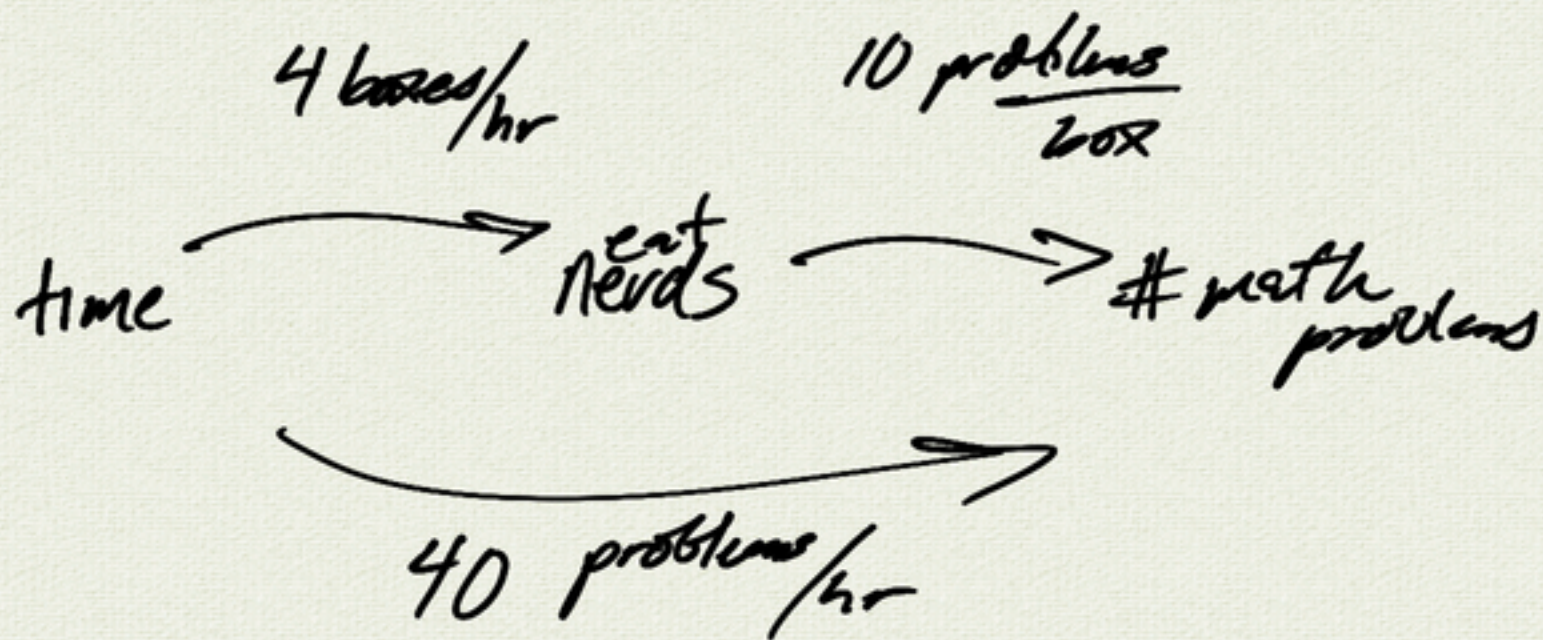 4 boxes/hr
10 problems
box
time
eat
nerds
# math
problems
40 problems/hr